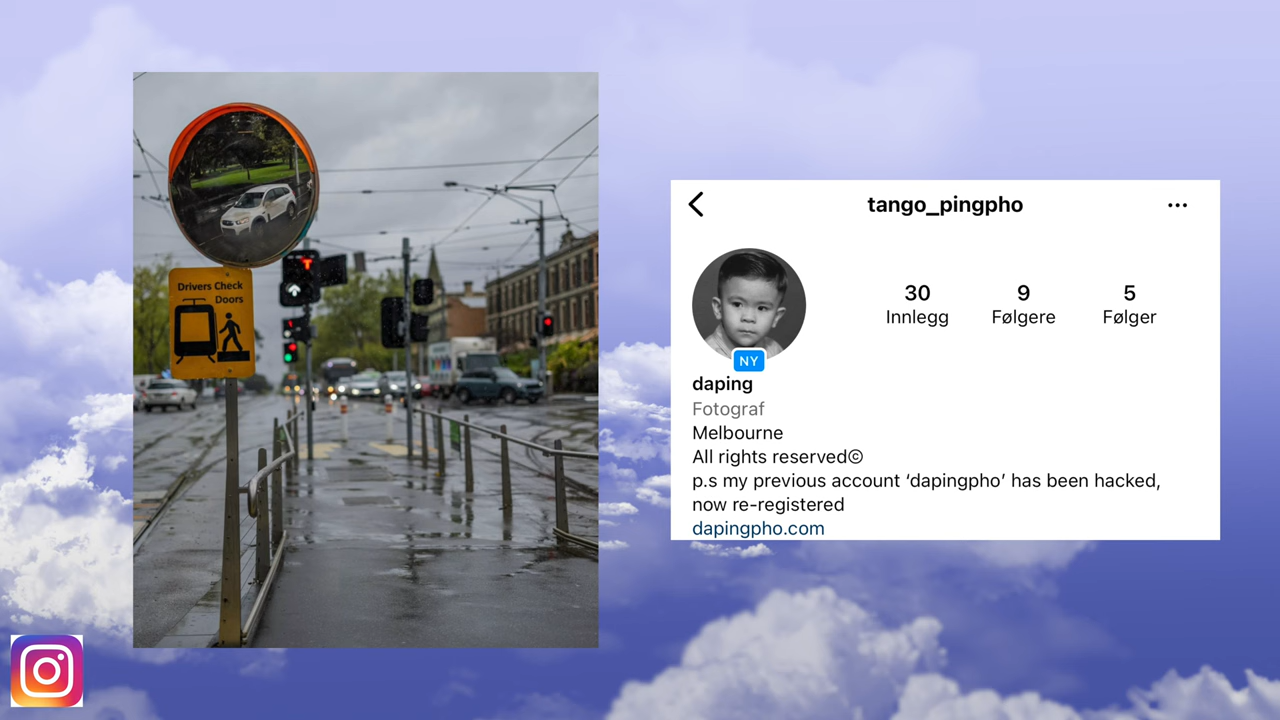 Drivers Check
Doors
T
tango_pingpho
30
Innlegg
9
Følgere
5
Følger
NY
daping
Fotograf
Melbourne
All rights reserved©
p.s my previous account ‘dapingpho’ has been hacked,
now re-registered
dapingpho.com